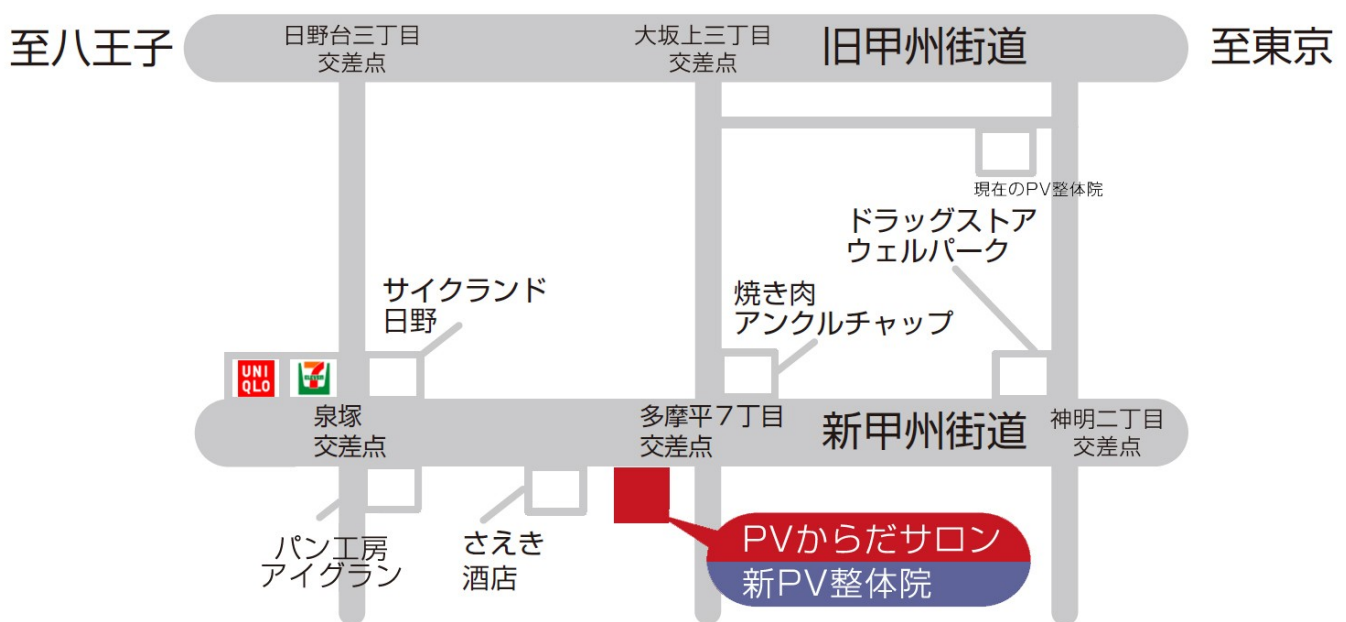 至八王子
日野台三丁目
交差点
大坂上三丁目
交差点
旧甲州街道
至東京
現在のPV整体院
ドラッグストア
ウェルパーク
サイクランド
日野
焼き肉
アンクルチャップ
UNI
QLO
7
ELEVEN
泉塚
交差点
多摩平7丁目
交差点
新甲州街道
神明二丁目
交差点
パン工房
アイグラン
さえき
酒店
PVからだサロン
新PV整体院